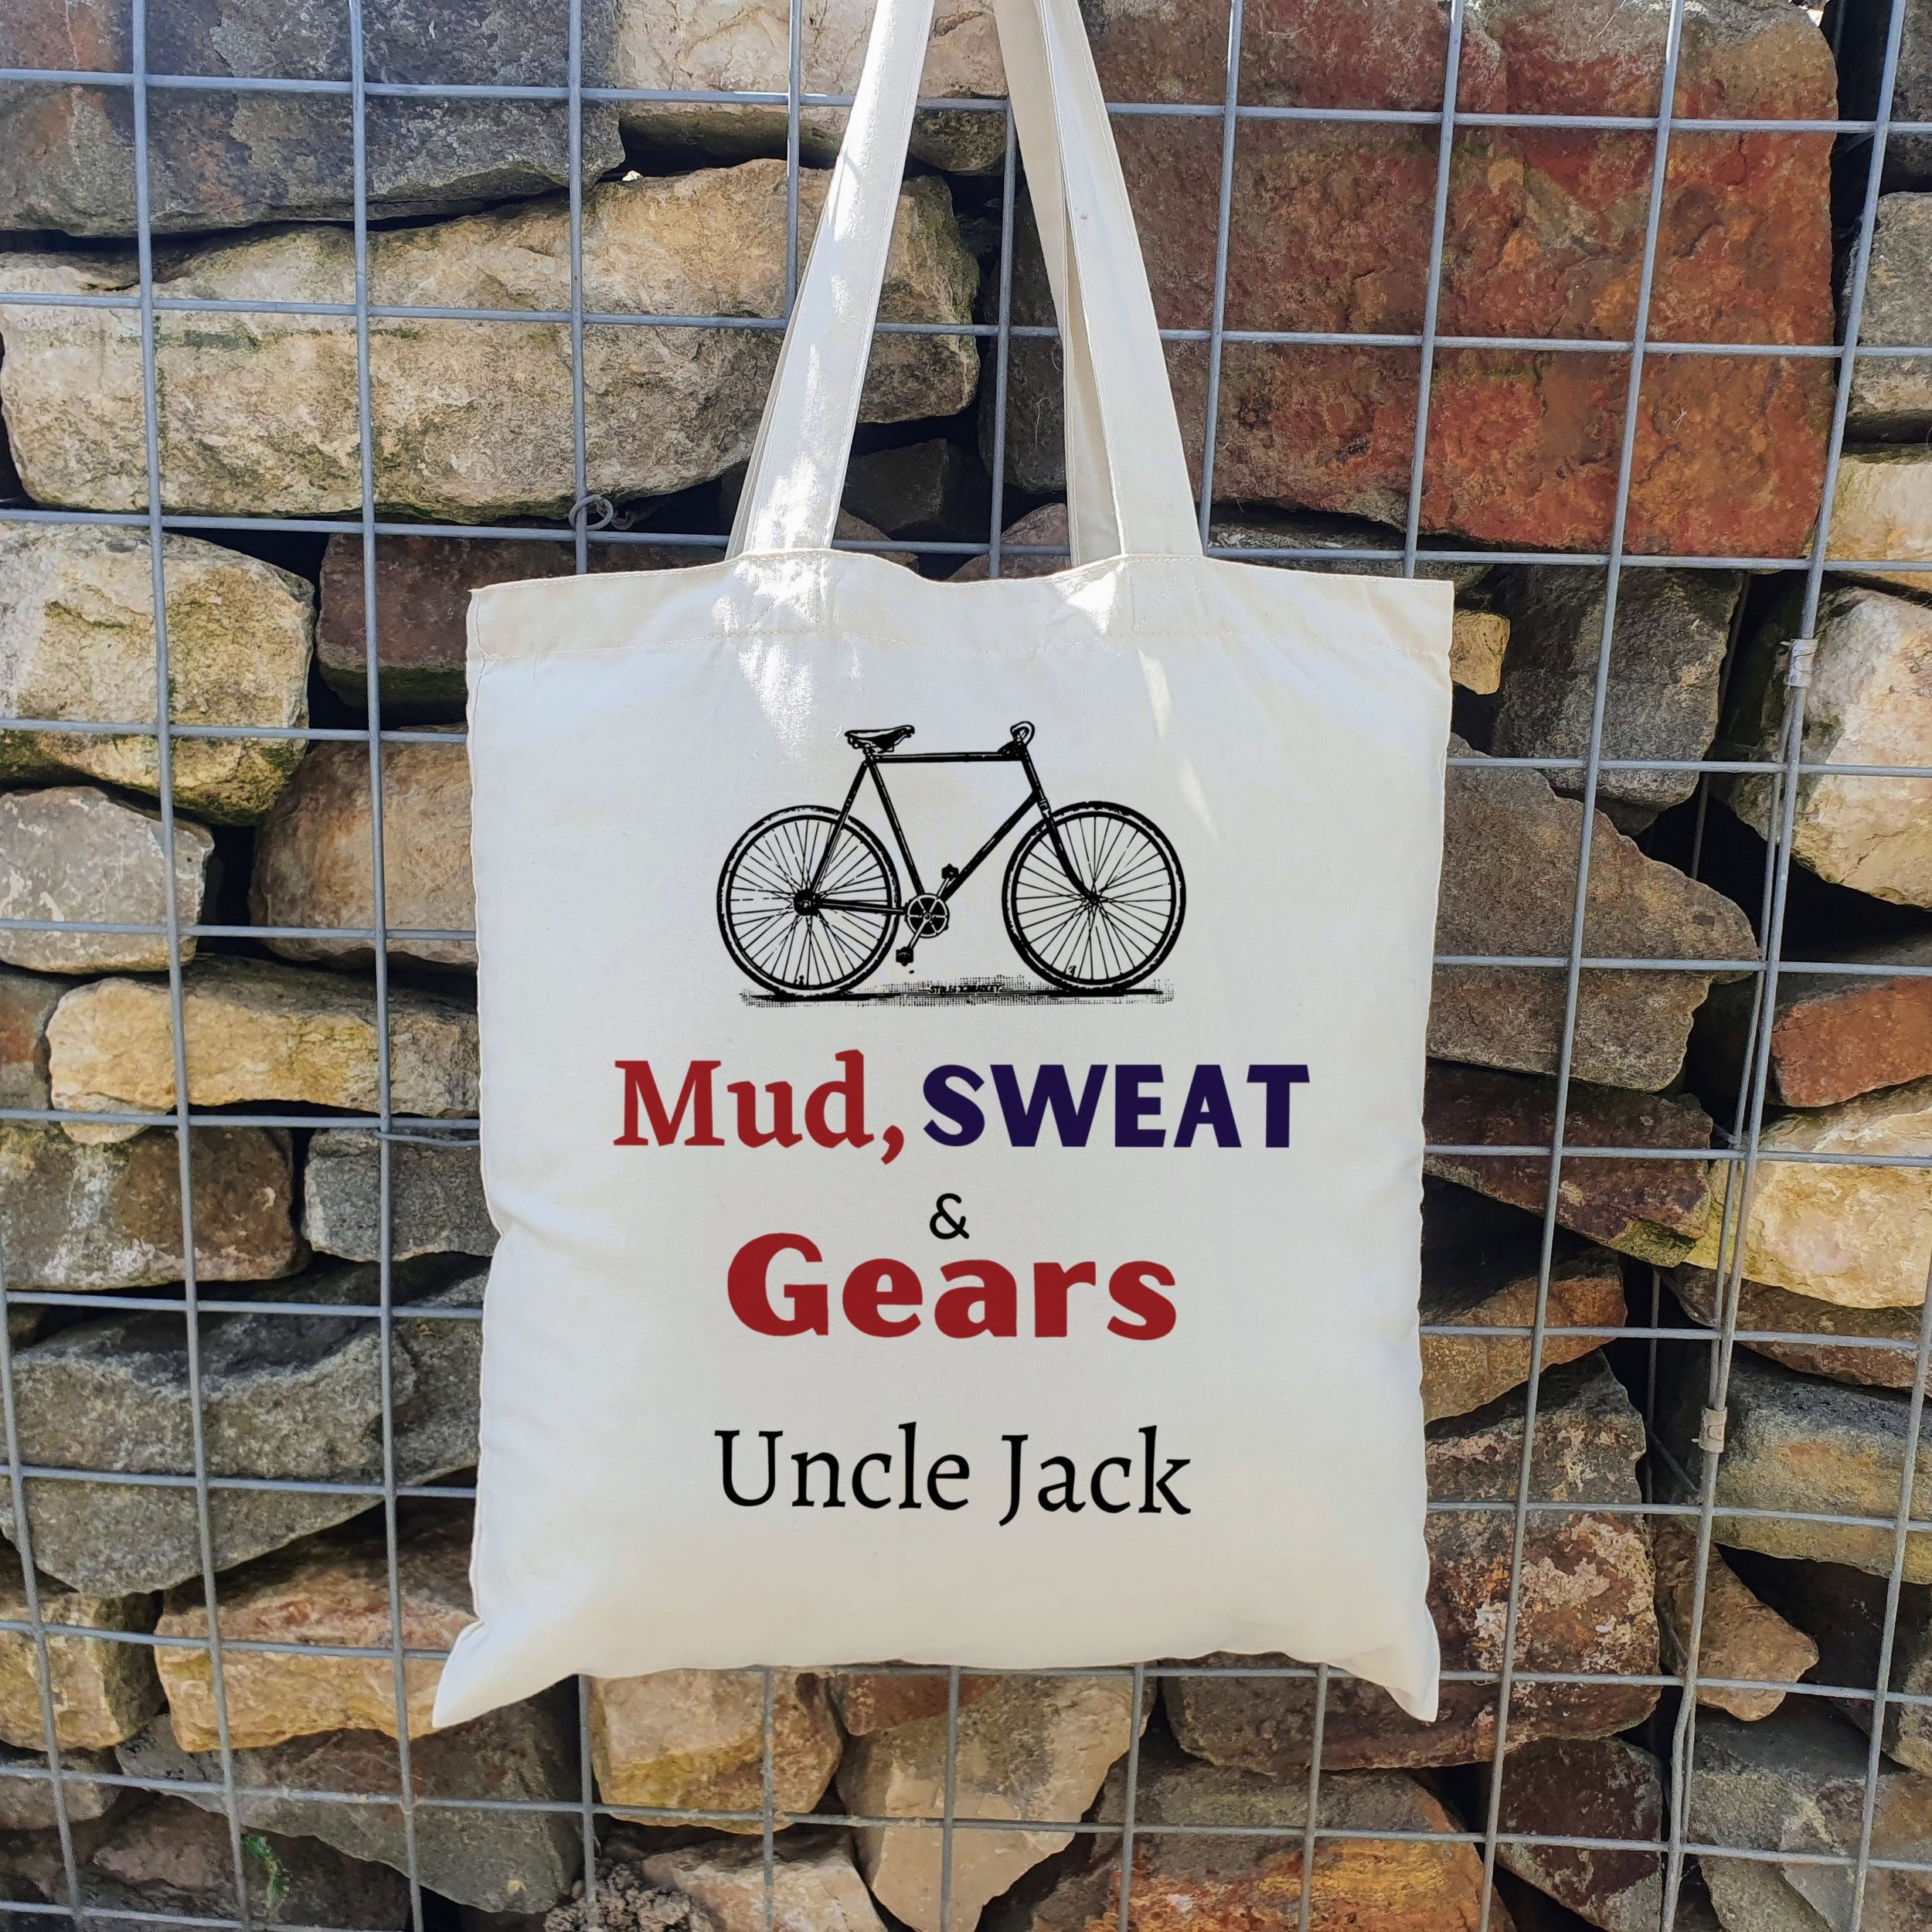 Mud, SWEAT
&
Gears
Uncle Jack